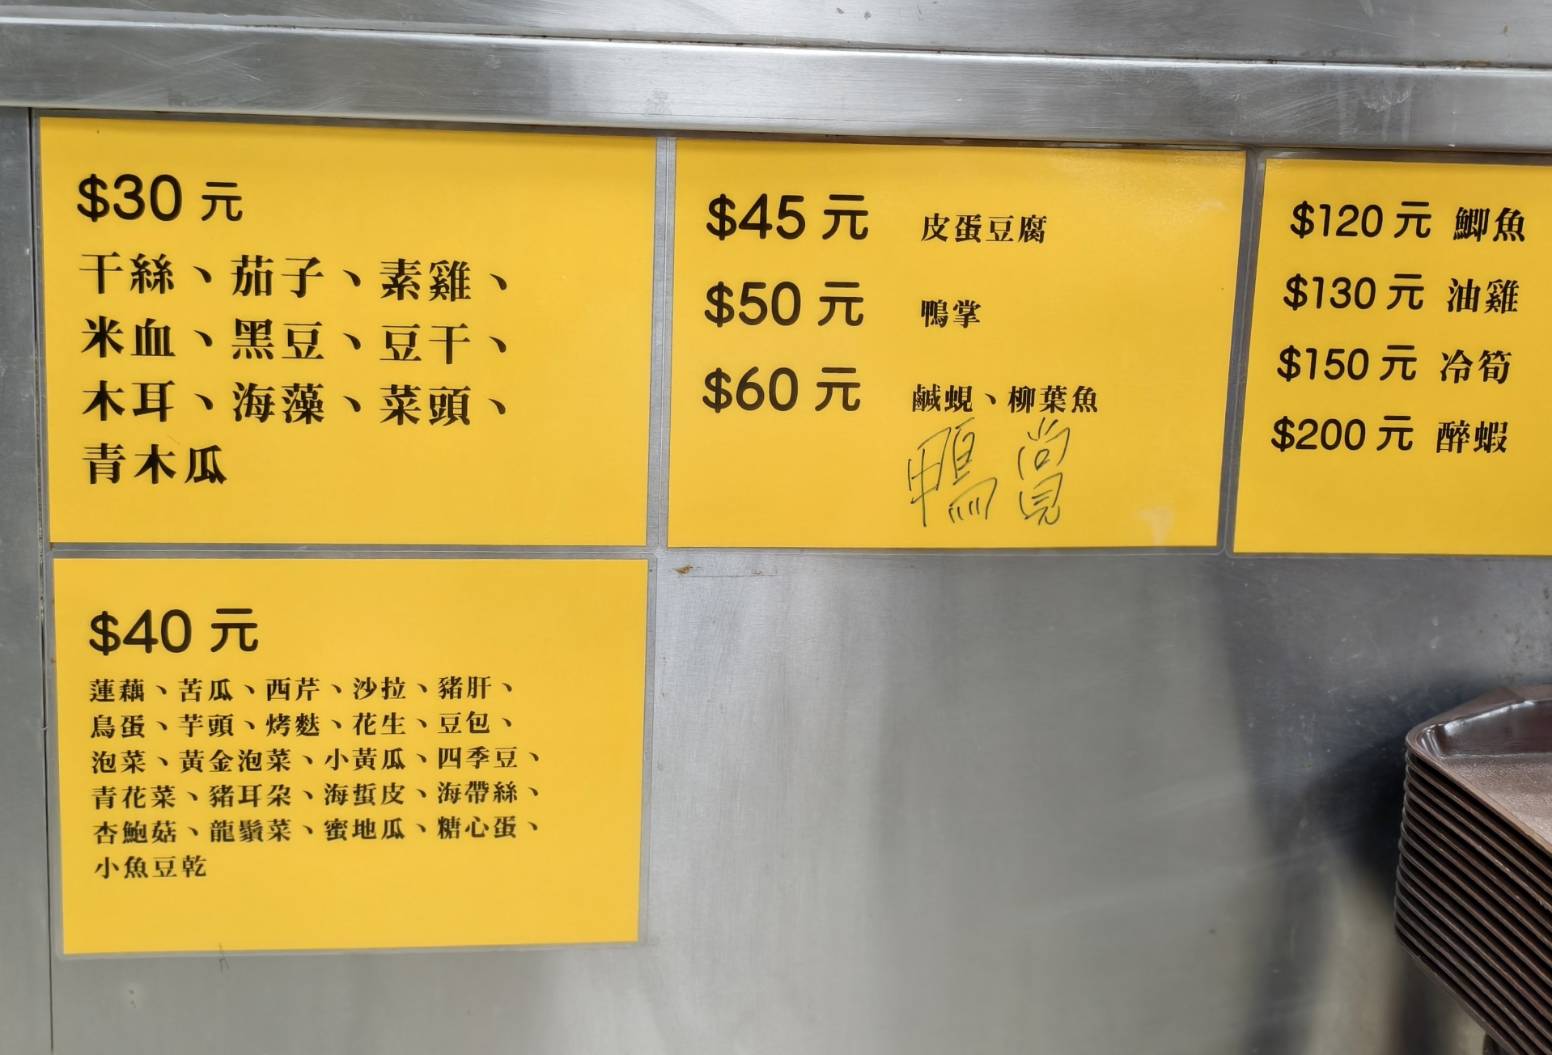 $30 元
干絲、茄子、素雞、
米血、黑豆、豆干、
木耳、海藻、菜頭、
青木瓜
$40 元
蓮藕、苦瓜、西芹、沙拉、豬肝、
鳥蛋、芋頭、烤麩、花生、豆包、
泡菜、黃金泡菜、小黃瓜、四季豆、
青花菜、豬耳朵、海蜇皮、海帶絲、
杏鮑菇、龍鬚菜、蜜地瓜、糖心蛋、
小魚豆乾
$45 元 皮蛋豆腐
$50 元 鴨掌
$60 元 鹹蜆、柳葉魚
鴨賞
$120 元 鯽魚
$130 元 油雞
$150 元 冷筍
$200 元 醉蝦